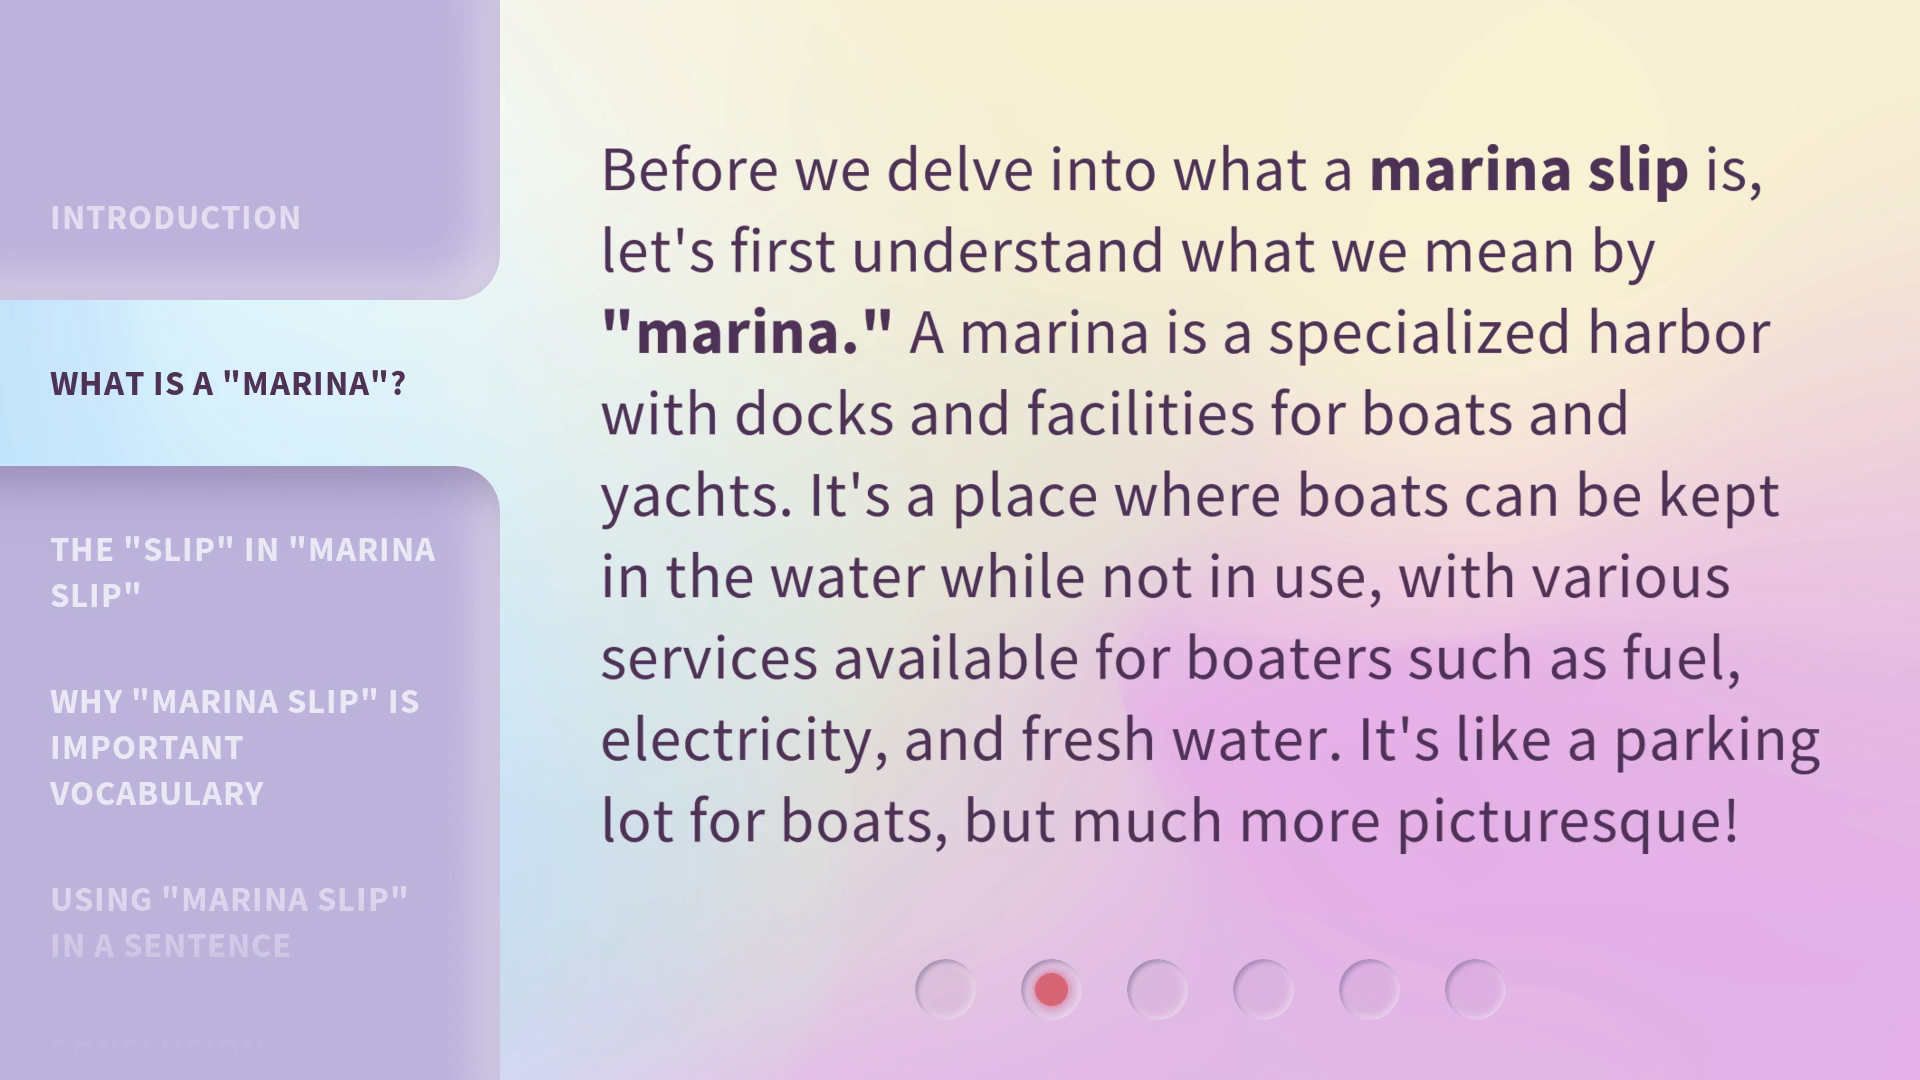 INTRODUCTION
WHAT IS A "MARINA"?
THE "SLIP" IN "MARINA
SLIP"
WHY "MARINA SLIP" IS
IMPORTANT
VOCABULARY
USING "MARINA SLIP"
IN A SENTENCE
CONCLUSION
Before we delve into what a marina slip is,
let's first understand what we mean by
"marina." A marina is a specialized harbor
with docks and facilities for boats and
yachts. It's a place where boats can be kept
in the water while not in use, with various
services available for boaters such as fuel,
electricity, and fresh water. It's like a parking
lot for boats, but much more picturesque!